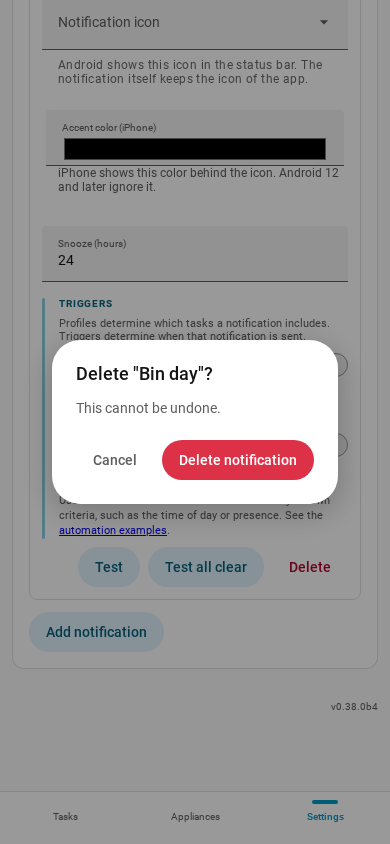 Notification icon
Android shows this icon in the status bar. The
notification itself keeps the icon of the app.
Accent color (iPhone)
iPhone shows this color behind the icon. Android 12
and later ignore it.
Snooze (hours)
24
TRIGGERS
Profiles determine which tasks a notification includes.
Triggers determine when that notification is sent.
Delete "Bin day"?
This cannot be undone.
Cancel
Delete notification
criteria, such as the time of day or presence. See the
automation examples.
Test
Test all clear
Delete
Add notification
v0.38.0b4
Tasks
Appliances
Settings